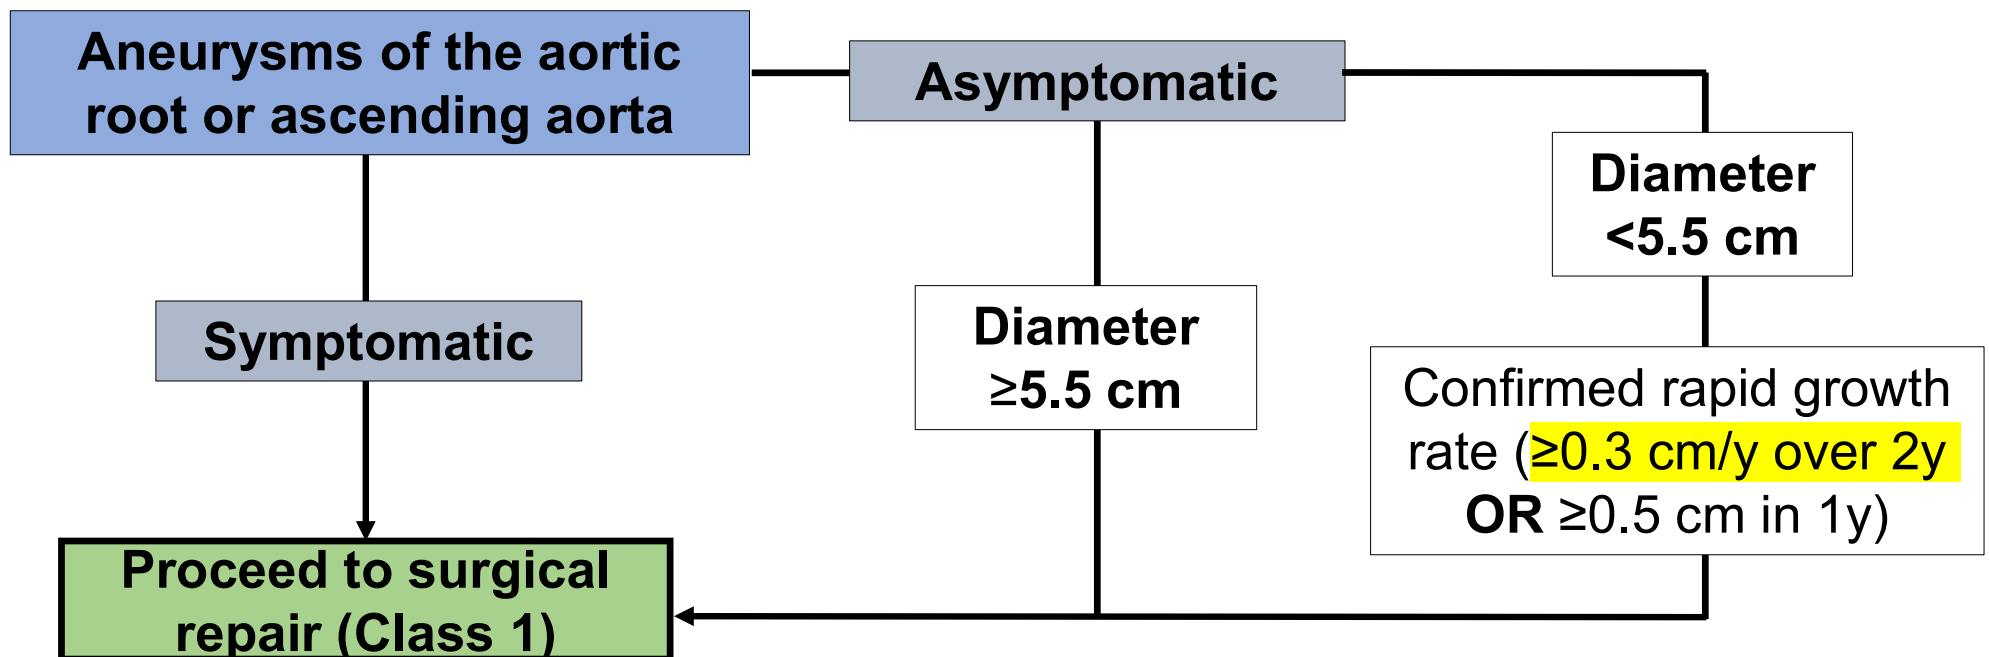 Aneurysms of the aortic
root or ascending aorta
Asymptomatic
Diameter
<5.5 cm
Symptomatic
Diameter
≥5.5 cm
Confirmed rapid growth
rate (≥0.3 cm/y over 2y
OR ≥0.5 cm in 1y)
Proceed to surgical
repair (Class 1)